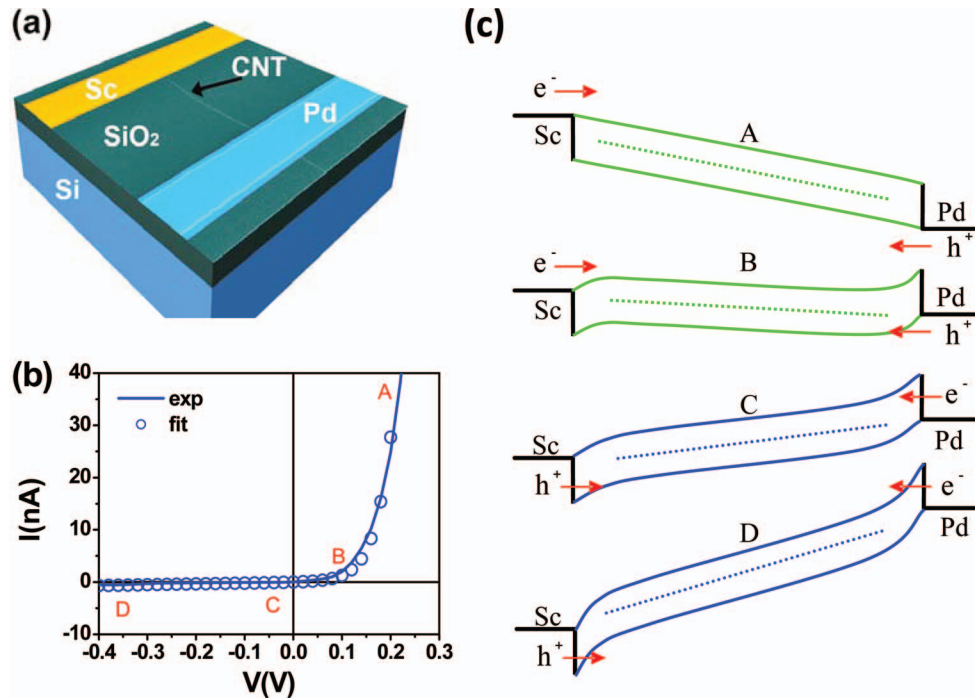 (a)
Sc
CNT
Pd
SiO₂
Si
(b)
40
30
20
10
0
-10
I(nA)
exp
fit
A
B
C
D
-0.4 -0.3 -0.2 -0.1 0.0 0.1 0.2 0.3
V(V)
(c)
e⁻
Sc
A
Pd
h⁺
e⁻
B
Sc
Pd
h⁺
C
e⁻
Sc
Pd
h⁺
e⁻
D
Pd
Sc
h⁺